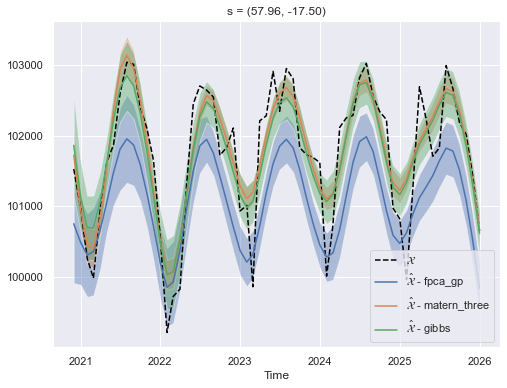 s = (57.96, -17.50)
103000
102000
101000
100000
𝒳
𝒳̂ - fpca_gp
𝒳̂ - matern_three
𝒳̂ - gibbs
2021 2022 2023 2024 2025 2026
Time